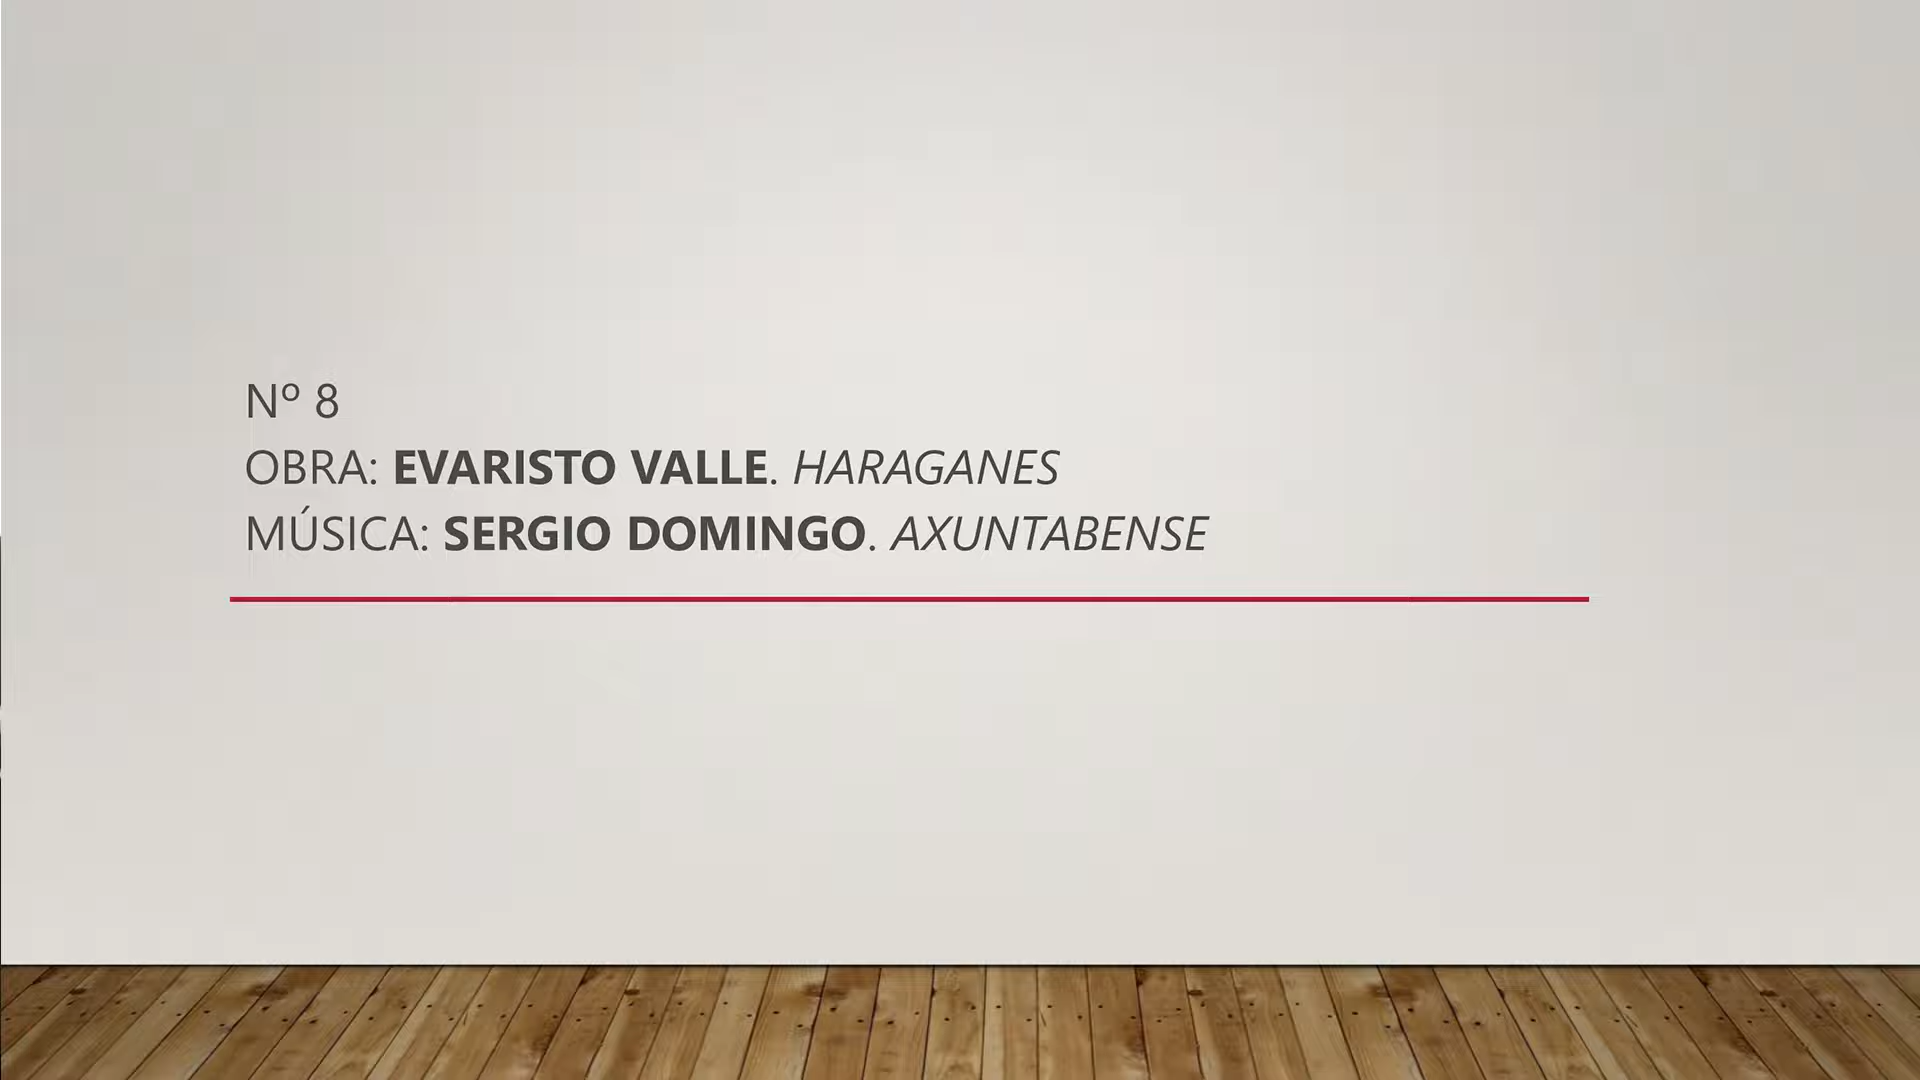 Nº 8
OBRA: EVARISTO VALLE. HARAGANES
MÚSICA: SERGIO DOMINGO. AXUNTABENSE